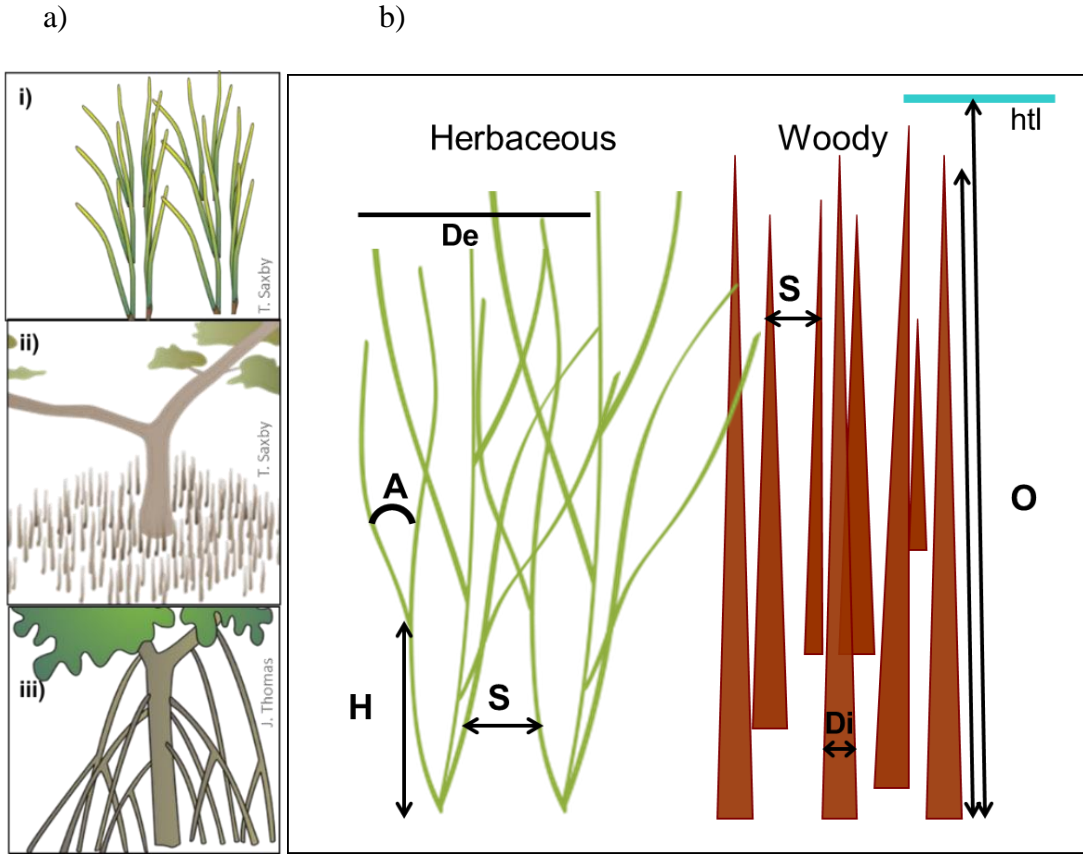 a)
b)
i)
T. Saxby
ii)
T. Saxby
iii)
J. Thomas
Herbaceous
Woody
htl
De
S
A
O
H
S
Di